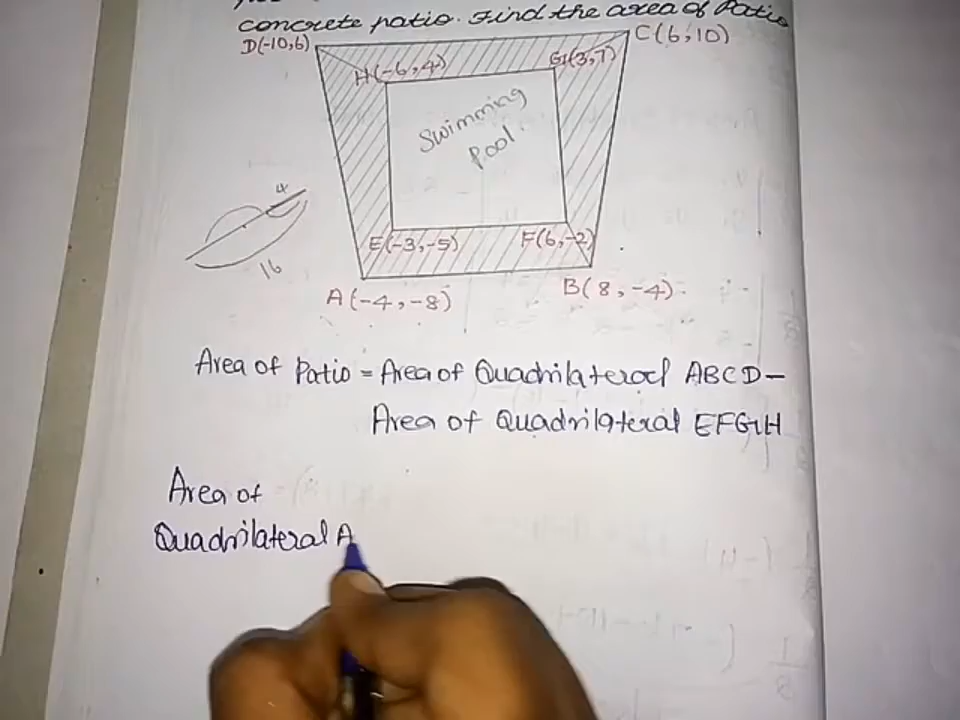 concrete patio. Find the area of Patio
D(-10,6)
C(6,10)
H(-6,4)
G(3,7)
Swimming
Pool.
4
16
E(-3,-5)
F(6,-2)
A(-4,-8)
B(8,-4)
Area of Patio = Area of Quadrilateral ABCD -
Area of Quadrilateral EFGH
Area of
Quadrilateral A